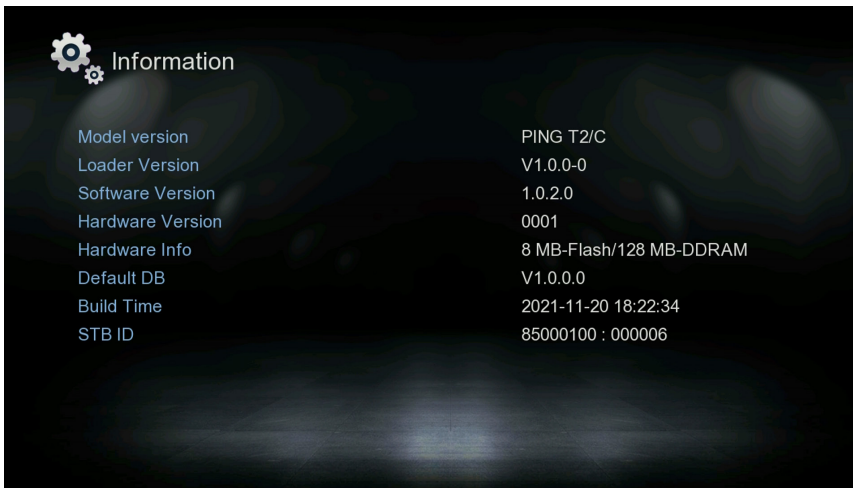 Information
Model version PING T2/C
Loader Version V1.0.0-0
Software Version 1.0.2.0
Hardware Version 0001
Hardware Info 8 MB-Flash/128 MB-DDRAM
Default DB V1.0.0.0
Build Time 2021-11-20 18:22:34
STB ID 85000100 : 000006